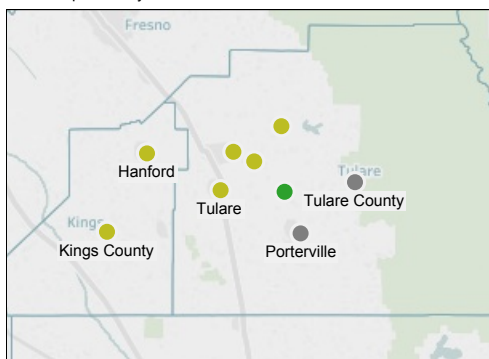 Fresno
Hanford
Tulare
Tulare
Tulare County
Kings
Kings County
Porterville